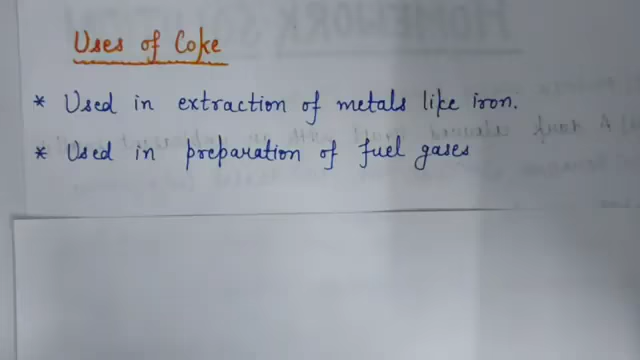 Uses of Coke
* Used in extraction of metals like iron.
* Used in preparation of fuel gases